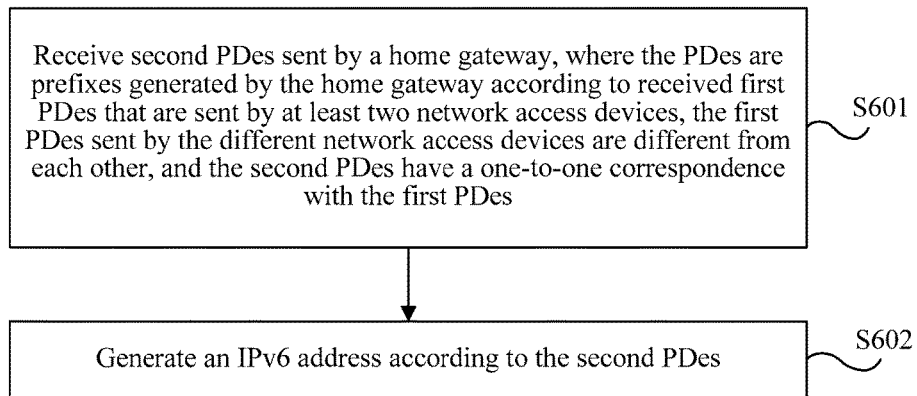 Receive second PDes sent by a home gateway, where the PDes are
prefixes generated by the home gateway according to received first
PDes that are sent by at least two network access devices, the first
PDes sent by the different network access devices are different from
each other, and the second PDes have a one-to-one correspondence
with the first PDes
S601
Generate an IPv6 address according to the second PDes
S602